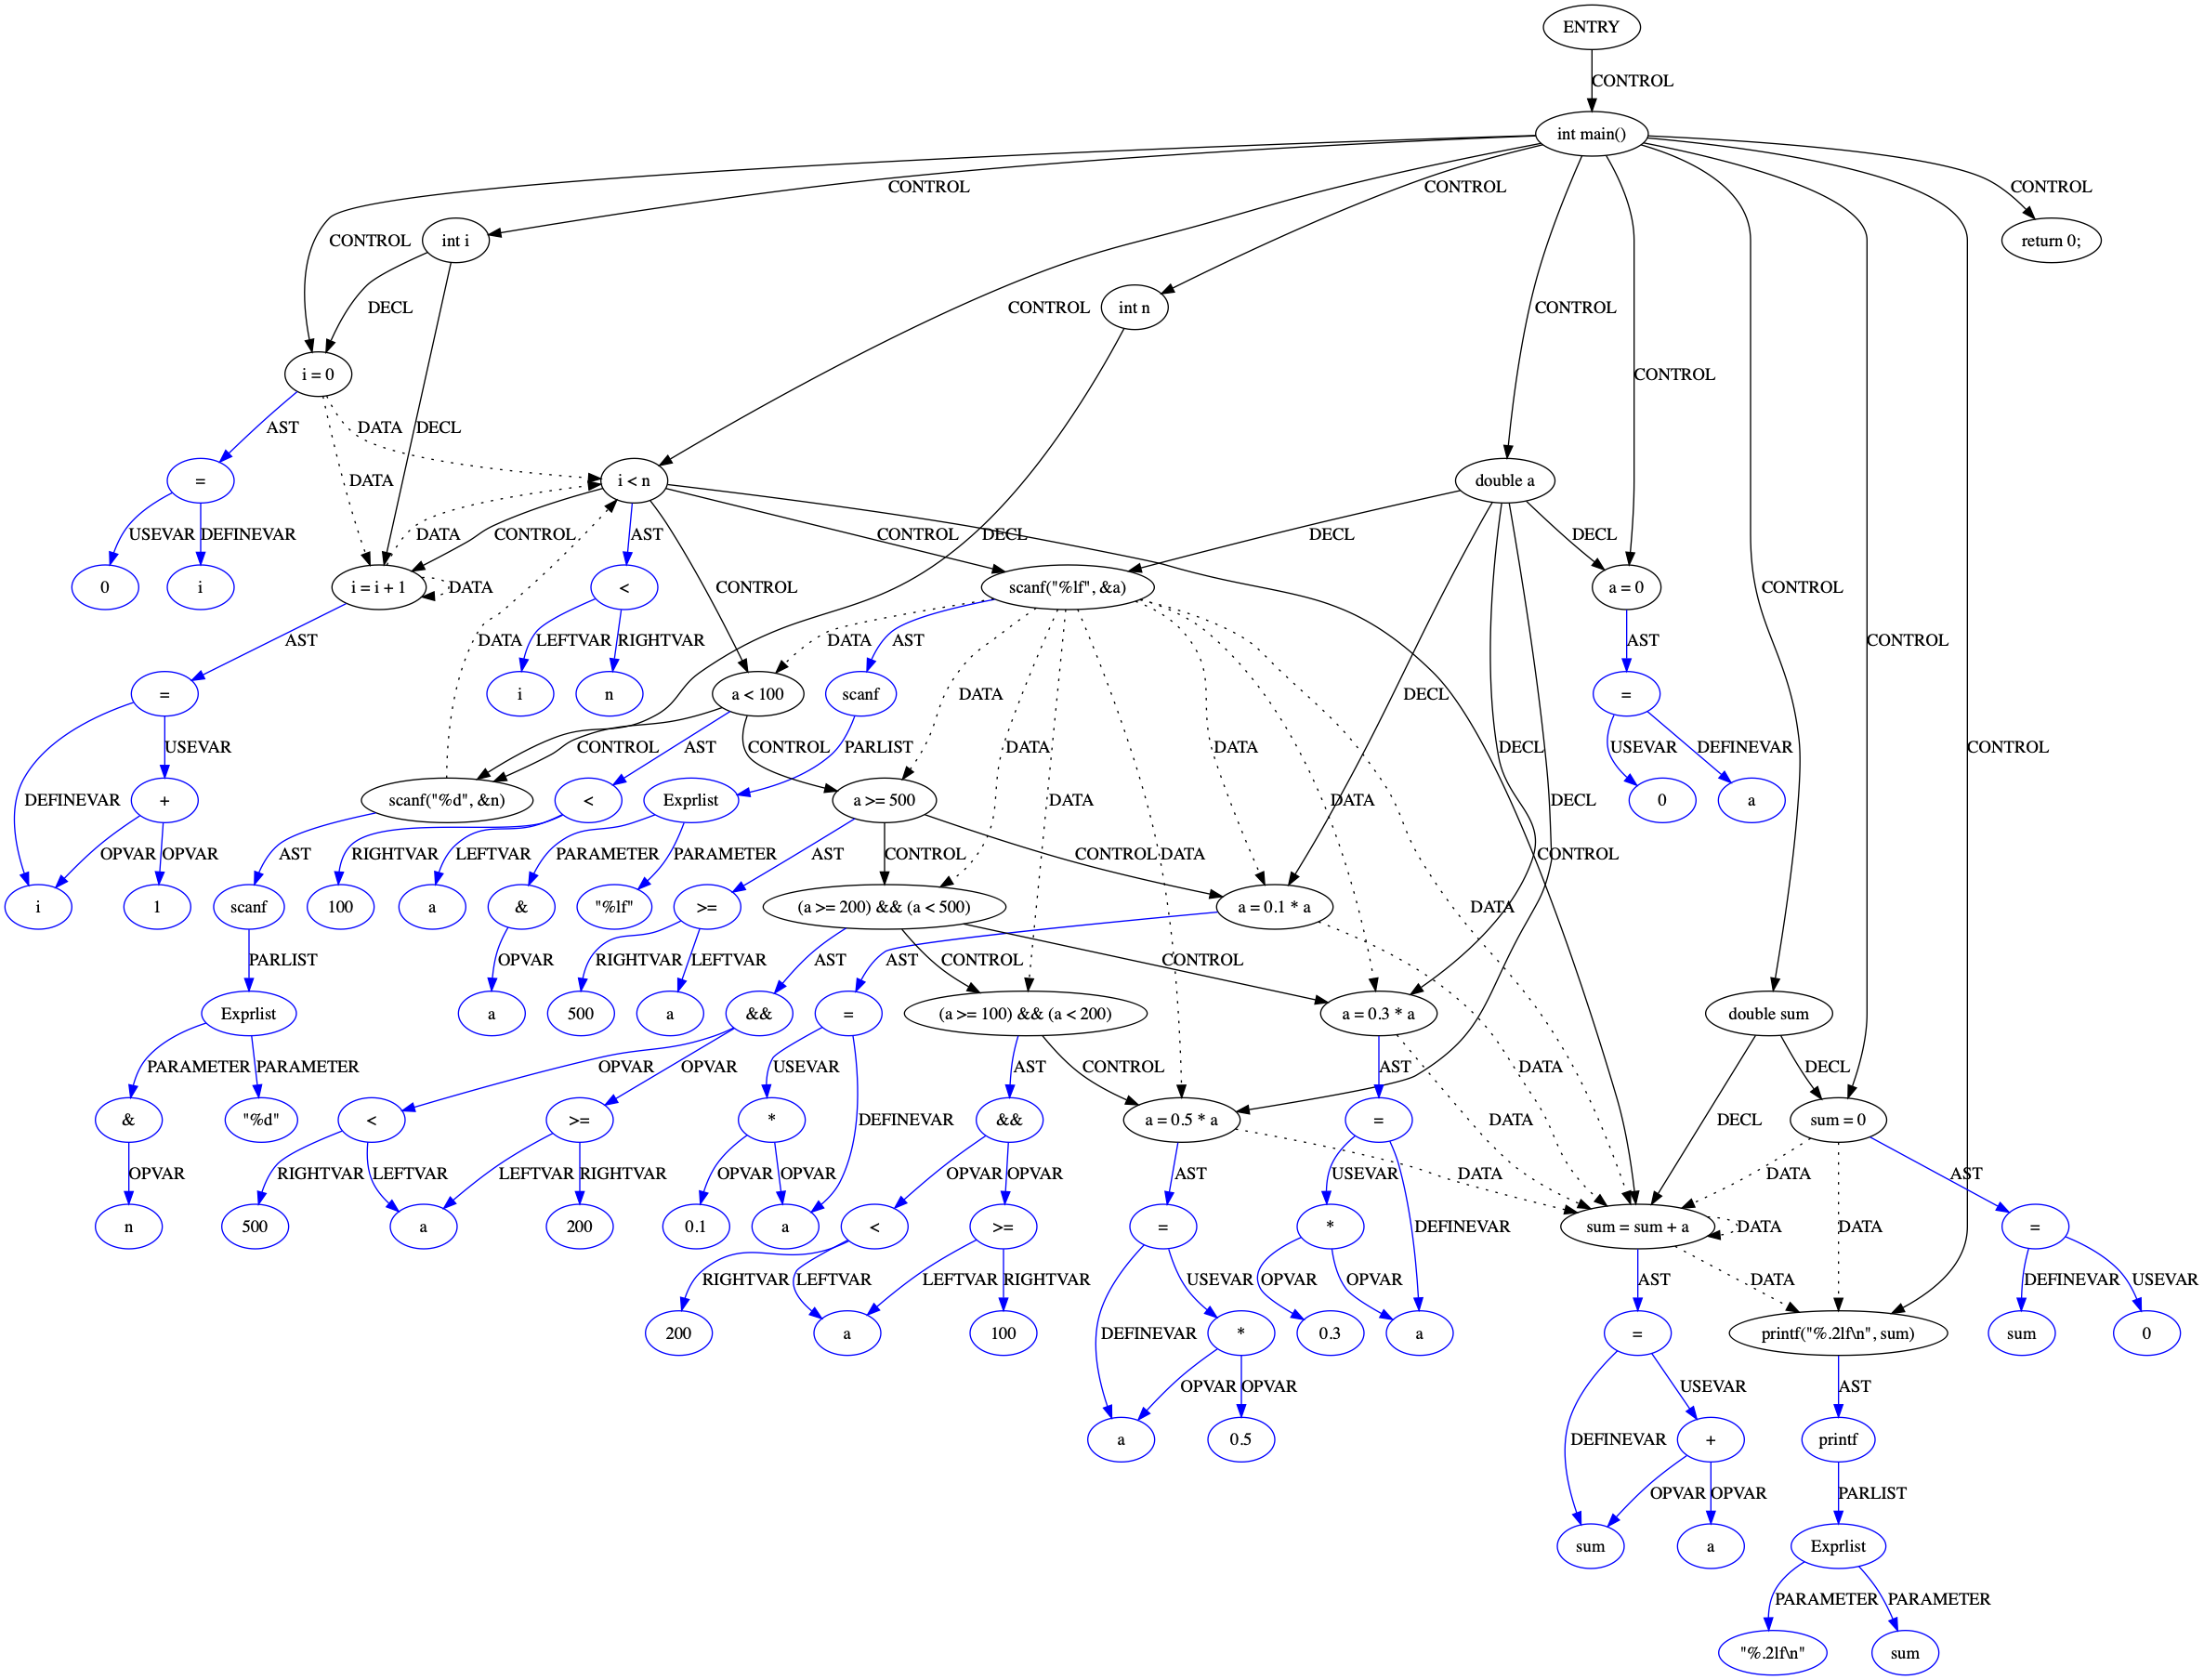 ENTRY
CONTROL
int main()
CONTROL
CONTROL
CONTROL
CONTROL
int i
return 0;
CONTROL
DECL
CONTROL
int n
CONTROL
i = 0
CONTROL
AST
DATA
DECL
=
i < n
double a
DATA
USEVAR
DEFINEVAR
DATA
CONTROL
AST
CONTROL
DECL
DECL
DECL
0
i
i = i + 1
DATA
<
CONTROL
scanf("%lf", &a)
a = 0
CONTROL
AST
DATA
LEFTVAR
RIGHTVAR
DATA
AST
AST
CONTROL
=
i
n
a < 100
scanf
DATA
DECL
=
USEVAR
CONTROL
AST
CONTROL
PARLIST
DATA
DATA
DECL
USEVAR
DEFINEVAR
CONTROL
DEFINEVAR
+
scanf("%d", &n)
<
Exprlist
a >= 500
DATA
DATA
DECL
0
a
OPVAR
OPVAR
AST
RIGHTVAR
LEFTVAR
PARAMETER
PARAMETER
AST
CONTROL
CONTROL
DATA
CONTROL
i
1
scanf
100
a
&
"%lf"
>=
(a >= 200) && (a < 500)
a = 0.1 * a
DATA
PARLIST
OPVAR
RIGHTVAR
LEFTVAR
AST
AST
CONTROL
CONTROL
Exprlist
a
500
a
&&
=
(a >= 100) && (a < 200)
a = 0.3 * a
double sum
PARAMETER
PARAMETER
OPVAR
OPVAR
USEVAR
AST
CONTROL
AST
DATA
DECL
&
"%d"
<
>=
*
DEFINEVAR
&&
a = 0.5 * a
=
DATA
DECL
sum = 0
OPVAR
RIGHTVAR
LEFTVAR
LEFTVAR
RIGHTVAR
OPVAR
OPVAR
OPVAR
OPVAR
AST
DATA
USEVAR
DATA
AST
n
500
a
200
0.1
a
<
>=
=
*
DEFINEVAR
sum = sum + a
DATA
DATA
=
RIGHTVAR
LEFTVAR
LEFTVAR
RIGHTVAR
USEVAR
OPVAR
OPVAR
AST
DATA
DEFINEVAR
USEVAR
200
a
100
DEFINEVAR
*
0.3
a
=
printf("%.2lf\n", sum)
sum
0
OPVAR
OPVAR
USEVAR
AST
a
0.5
DEFINEVAR
+
printf
OPVAR
OPVAR
PARLIST
sum
a
Exprlist
PARAMETER
PARAMETER
"%.2lf\n"
sum